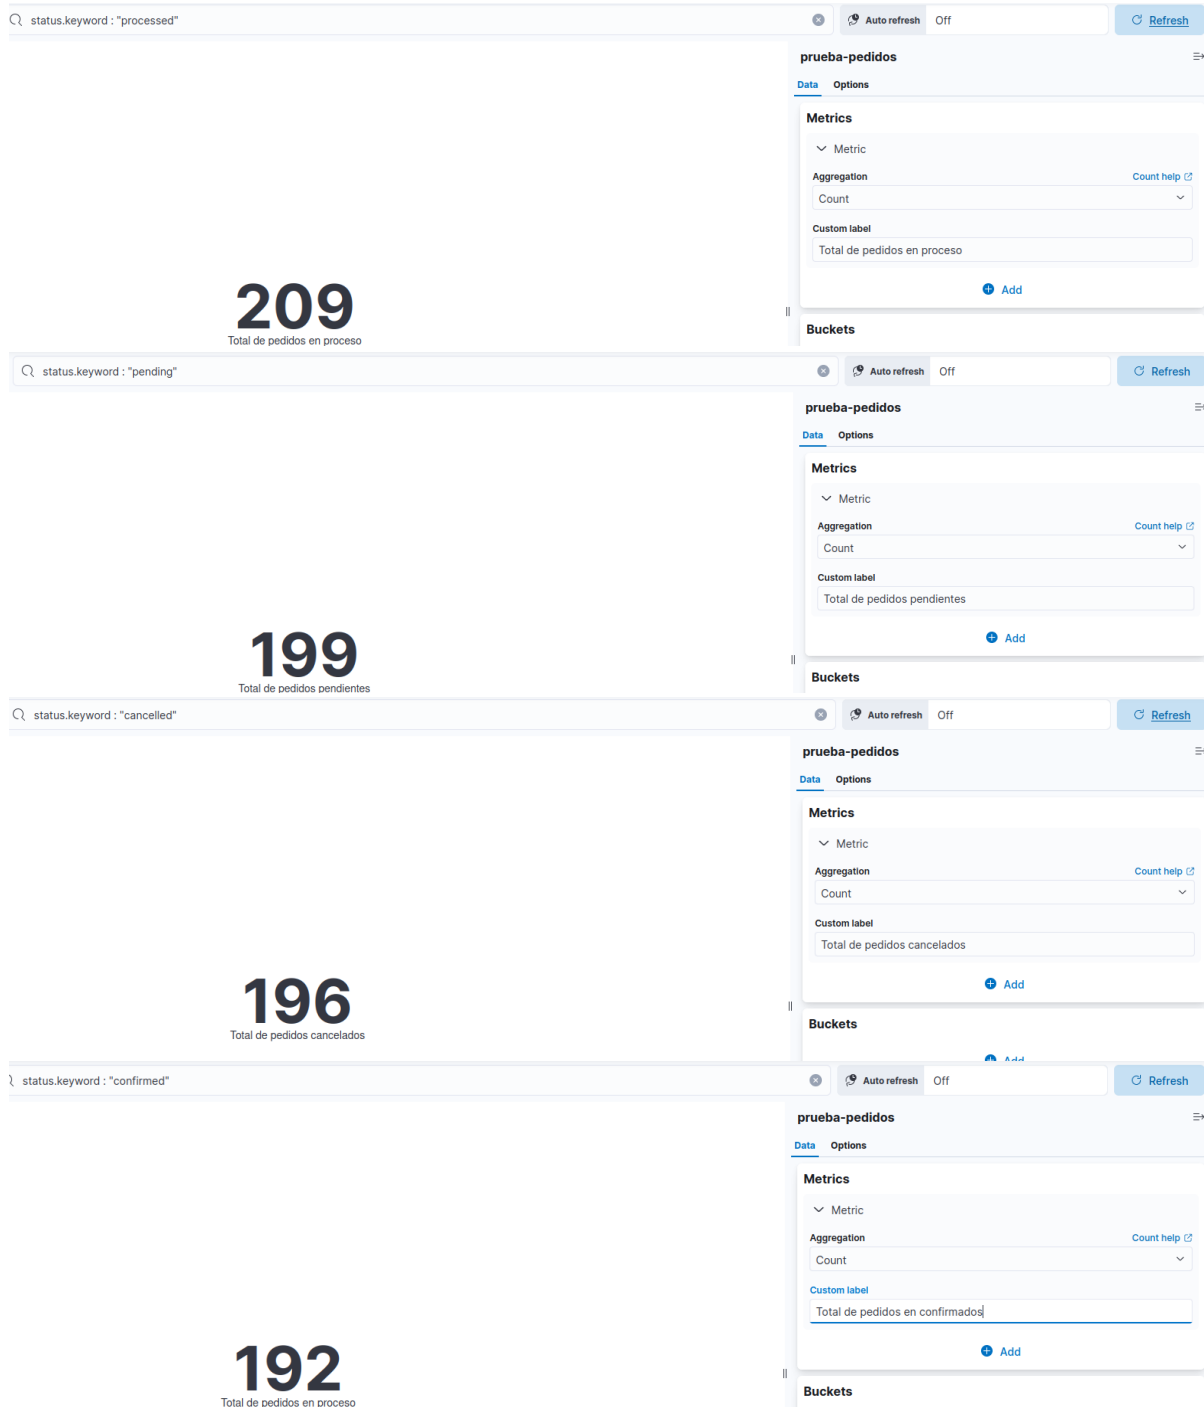 status.keyword : "processed"
Auto refresh Off
Refresh
prueba-pedidos
Data Options
Metrics
Metric
Aggregation Count help
Count
Custom label
Total de pedidos en proceso
Add
209
Total de pedidos en proceso
Buckets
status.keyword : "pending"
Auto refresh Off
Refresh
prueba-pedidos
Data Options
Metrics
Metric
Aggregation Count help
Count
Custom label
Total de pedidos pendientes
Add
199
Total de pedidos pendientes
Buckets
status.keyword : "cancelled"
Auto refresh Off
Refresh
prueba-pedidos
Data Options
Metrics
Metric
Aggregation Count help
Count
Custom label
Total de pedidos cancelados
Add
196
Total de pedidos cancelados
Buckets
Add
status.keyword : "confirmed"
Auto refresh Off
Refresh
prueba-pedidos
Data Options
Metrics
Metric
Aggregation Count help
Count
Custom label
Total de pedidos en confirmados
Add
192
Total de pedidos en proceso
Buckets